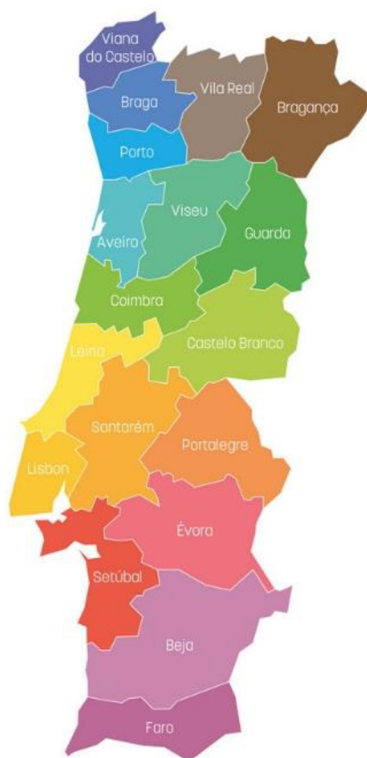 Viana
do Castelo
Braga
Vila Real
Bragança
Porto
Viseu
Aveiro
Guarda
Coimbra
Leiria
Castelo Branco
Santarém
Portalegre
Lisbon
Évora
Setúbal
Beja
Faro